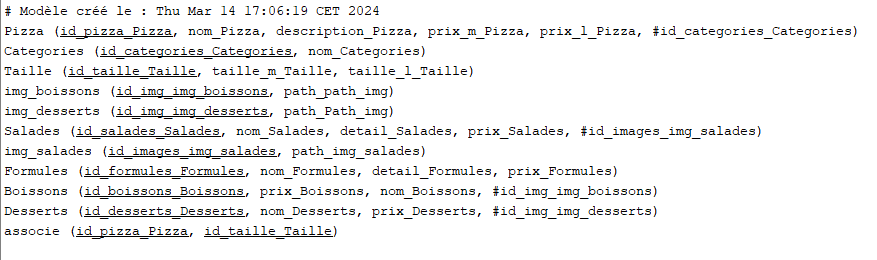 # Modèle créé le : Thu Mar 14 17:06:19 CET 2024
Pizza (id_pizza_Pizza, nom_Pizza, description_Pizza, prix_m_Pizza, prix_l_Pizza, #id_categories_Categories)
Categories (id_categories_Categories, nom_Categories)
Taille (id_taille_Taille, taille_m_Taille, taille_l_Taille)
img_boissons (id_img_img_boissons, path_path_img)
img_desserts (id_img_img_desserts, path_Path_img)
Salades (id_salades_Salades, nom_Salades, detail_Salades, prix_Salades, #id_images_img_salades)
img_salades (id_images_img_salades, path_img_salades)
Formules (id_formules_Formules, nom_Formules, detail_Formules, prix_Formules)
Boissons (id_boissons_Boissons, prix_Boissons, nom_Boissons, #id_img_img_boissons)
Desserts (id_desserts_Desserts, nom_Desserts, prix_Desserts, #id_img_img_desserts)
associe (id_pizza_Pizza, id_taille_Taille)